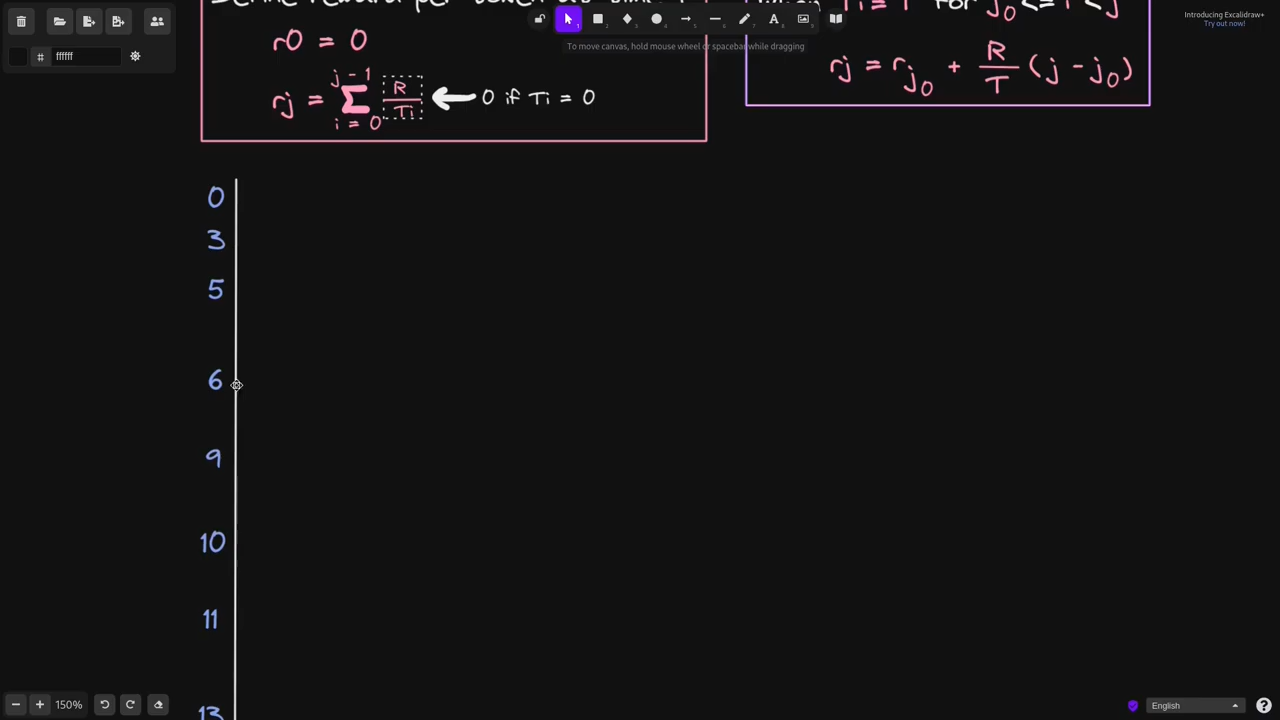 ffffff
To move canvas, hold mouse wheel or spacebar while dragging
Introducing Excalidraw+
Try out now!
r0 = 0
rj = j - 1 Σ i = 0 R / Ti ← 0 if Ti = 0
for j0 <= i < j
rj = rj0 + R / T (j - j0)
0
3
5
6
9
10
11
13
150%
English